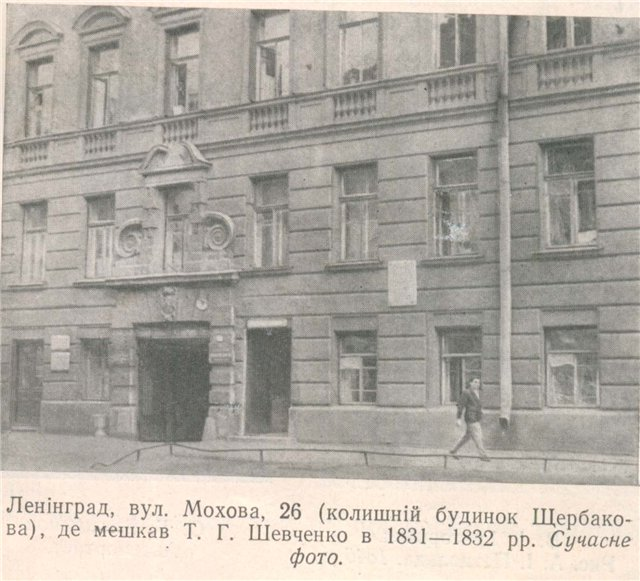 Ленінград, вул. Мохова, 26 (колишній будинок Щербако-
ва), де мешкав Т. Г. Шевченко в 1831—1832 рр. Сучасне
фото.